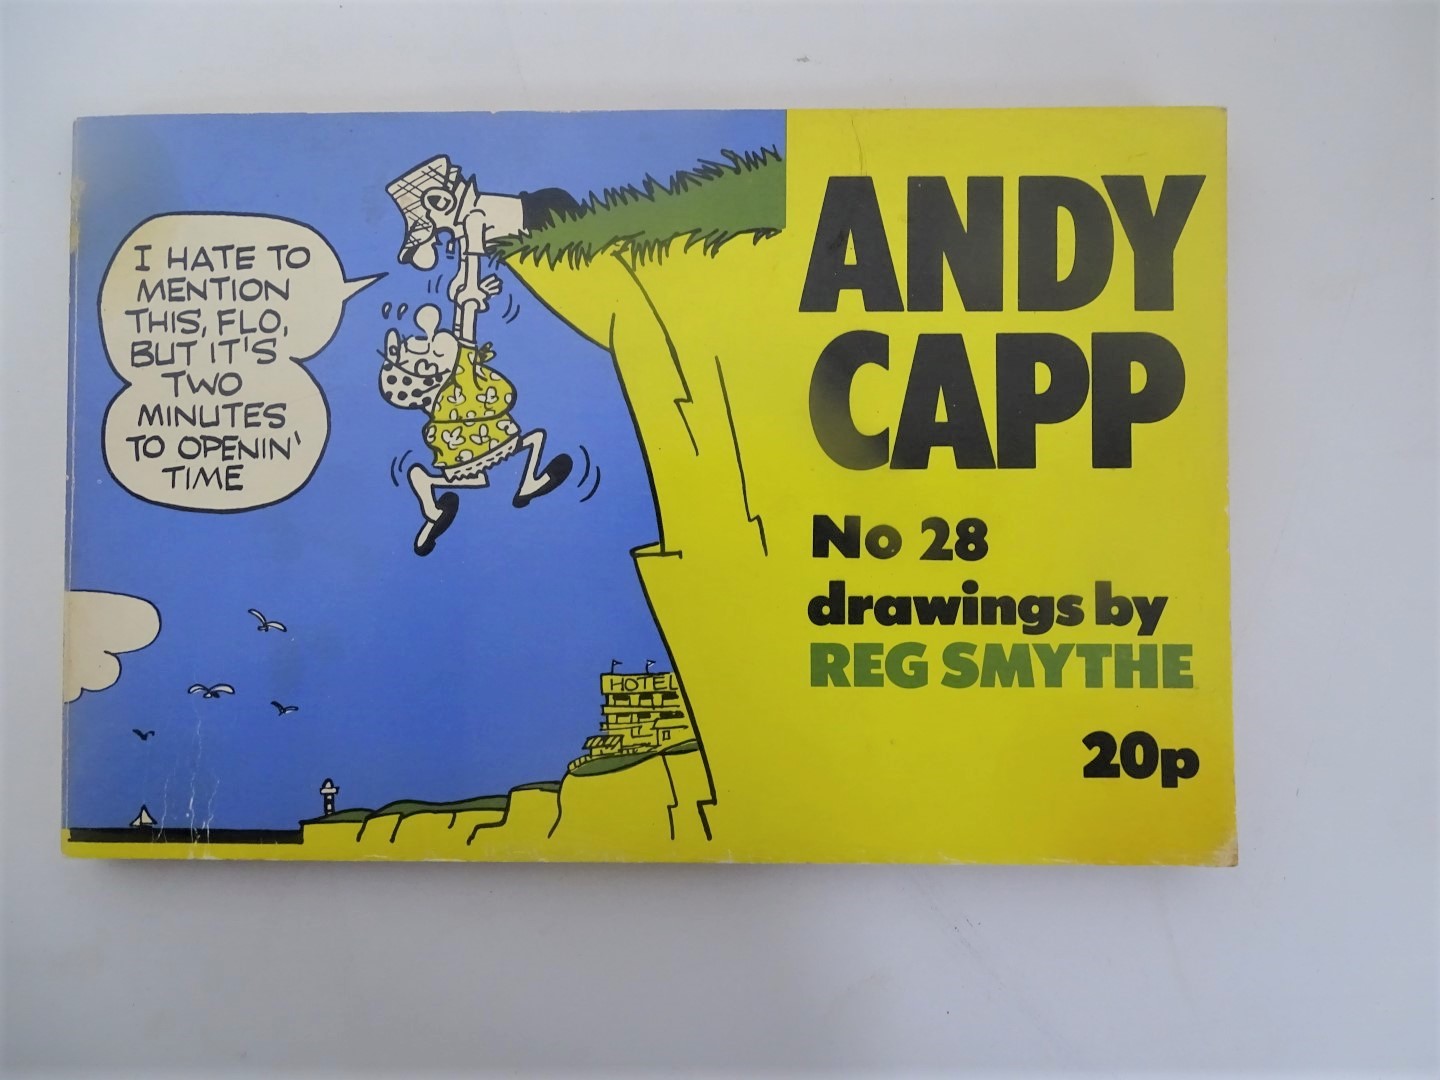 I HATE TO
MENTION
THIS, FLO,
BUT IT'S
TWO
MINUTES
TO OPENIN'
TIME
ANDY
CAPP
No 28
drawings by
REG SMYTHE
20p
HOTEL